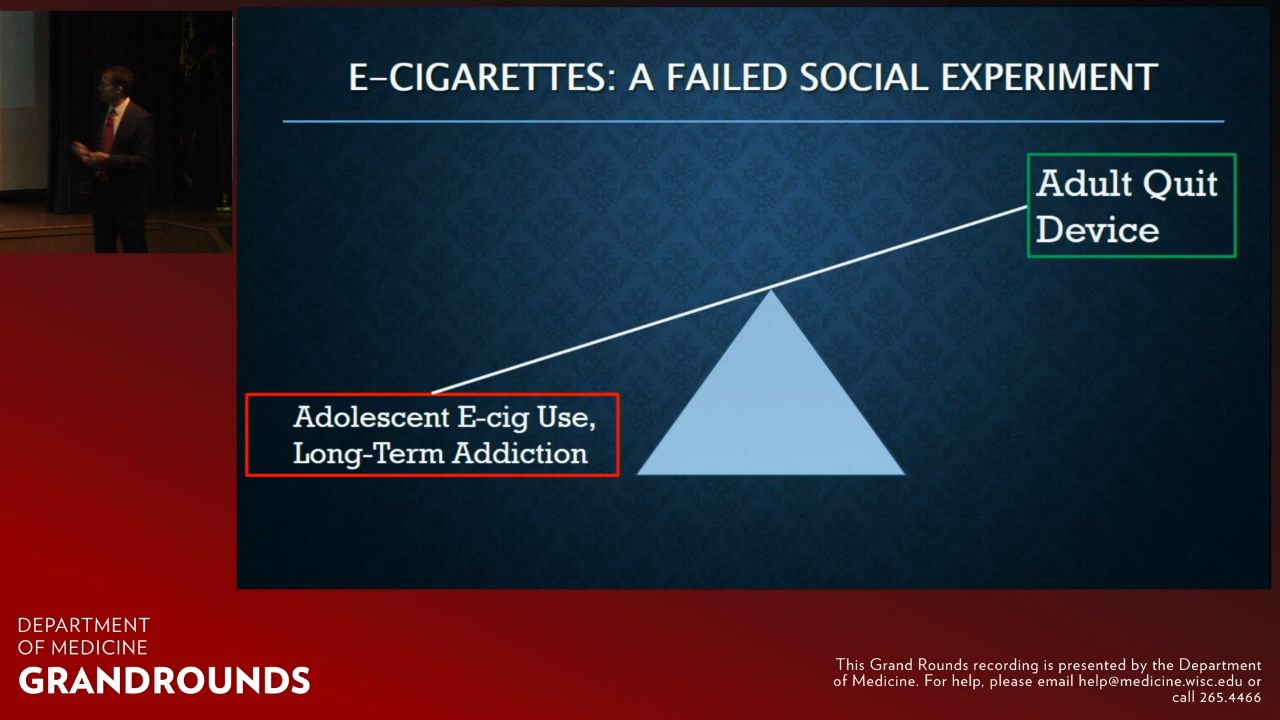 E-CIGARETTES: A FAILED SOCIAL EXPERIMENT
Adult Quit
Device
Adolescent E-cig Use,
Long-Term Addiction
DEPARTMENT
OF MEDICINE
GRANDROUNDS
This Grand Rounds recording is presented by the Department
of Medicine. For help, please email help@medicine.wisc.edu or
call 265.4466